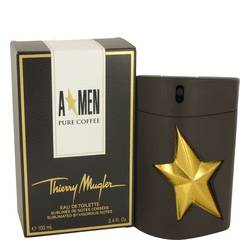 A★MEN
PURE COFFEE
Thierry Mugler
EAU DE TOILETTE
SUBLIMÉE DE NOTES CORSÉES
SUBLIMATED BY VIGOROUS NOTES
100 ml 3.4 fl. oz.